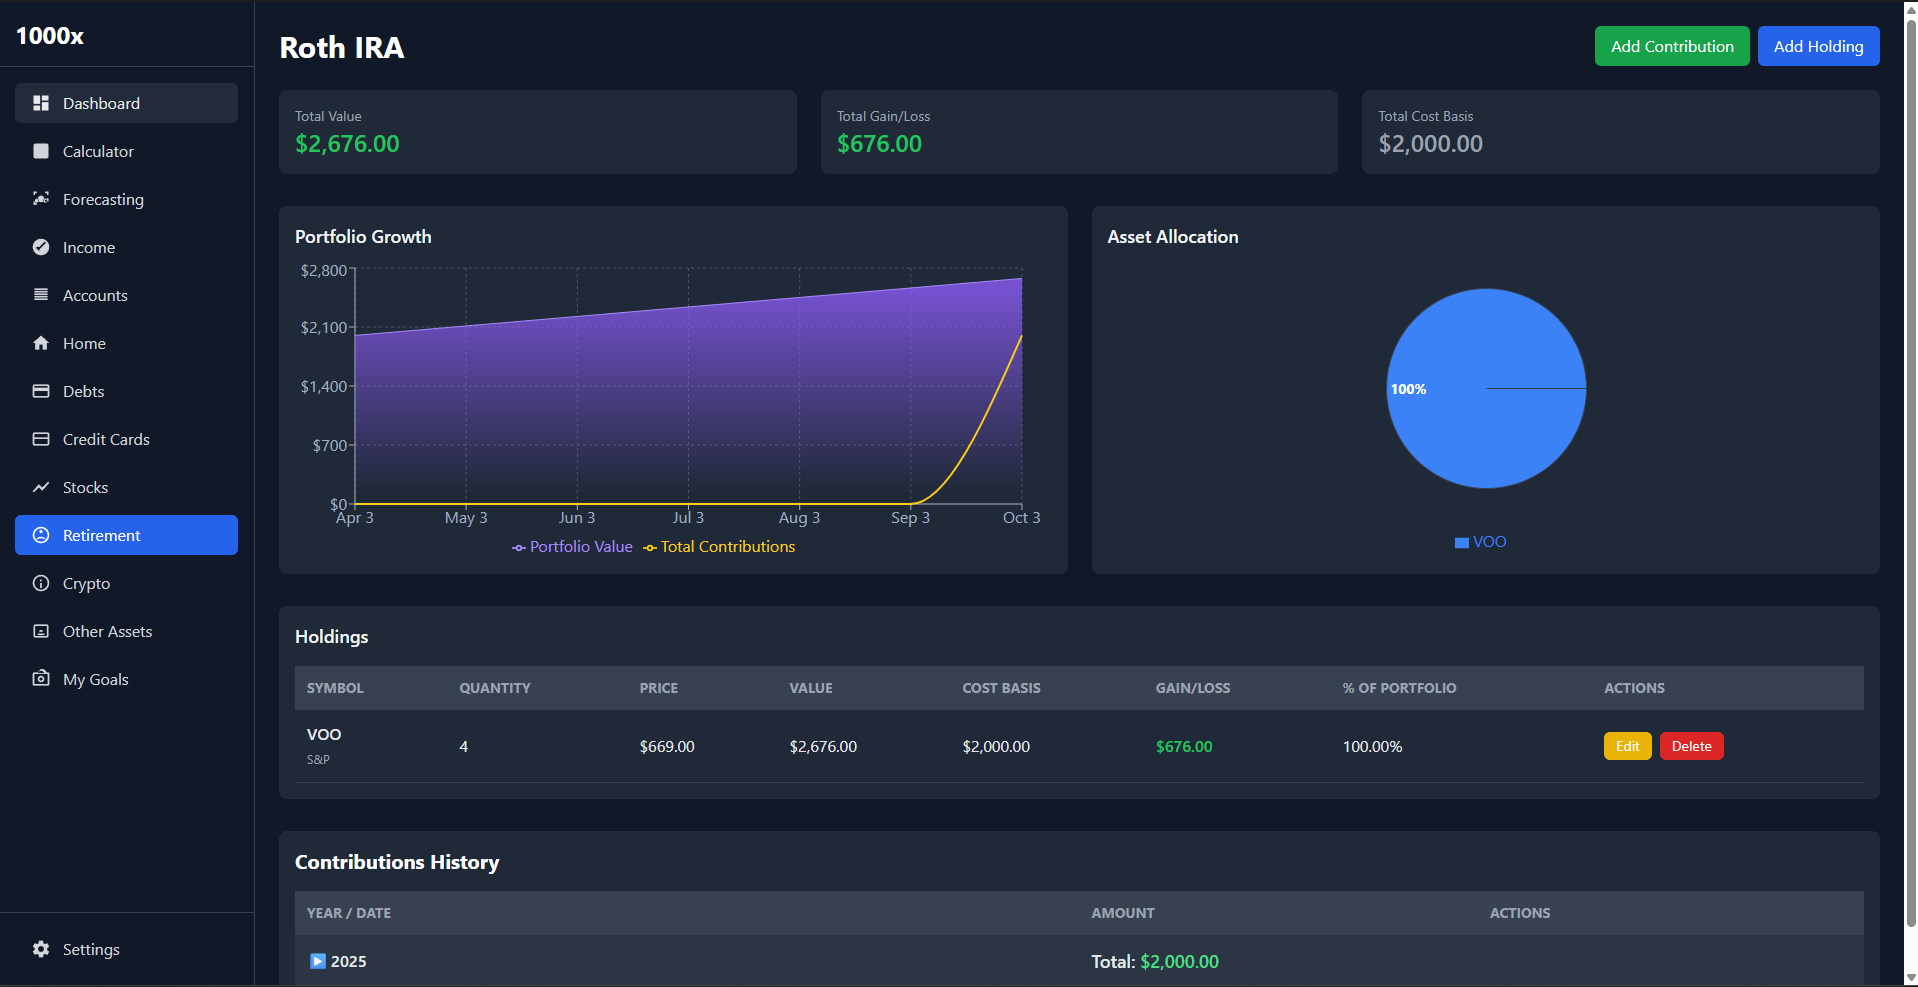 1000x
Dashboard
Calculator
Forecasting
Income
Accounts
Home
Debts
Credit Cards
Stocks
Retirement
Crypto
Other Assets
My Goals
Settings
Roth IRA
Add Contribution
Add Holding
Total Value
$2,676.00
Total Gain/Loss
$676.00
Total Cost Basis
$2,000.00
Portfolio Growth
$2,800
$2,100
$1,400
$700
$0
Apr 3 May 3 Jun 3 Jul 3 Aug 3 Sep 3 Oct 3
Portfolio Value Total Contributions
Asset Allocation
100%
VOO
Holdings
SYMBOL QUANTITY PRICE VALUE COST BASIS GAIN/LOSS % OF PORTFOLIO ACTIONS
VOO
S&P
4 $669.00 $2,676.00 $2,000.00 $676.00 100.00% Edit Delete
Contributions History
YEAR / DATE AMOUNT ACTIONS
2025 Total: $2,000.00